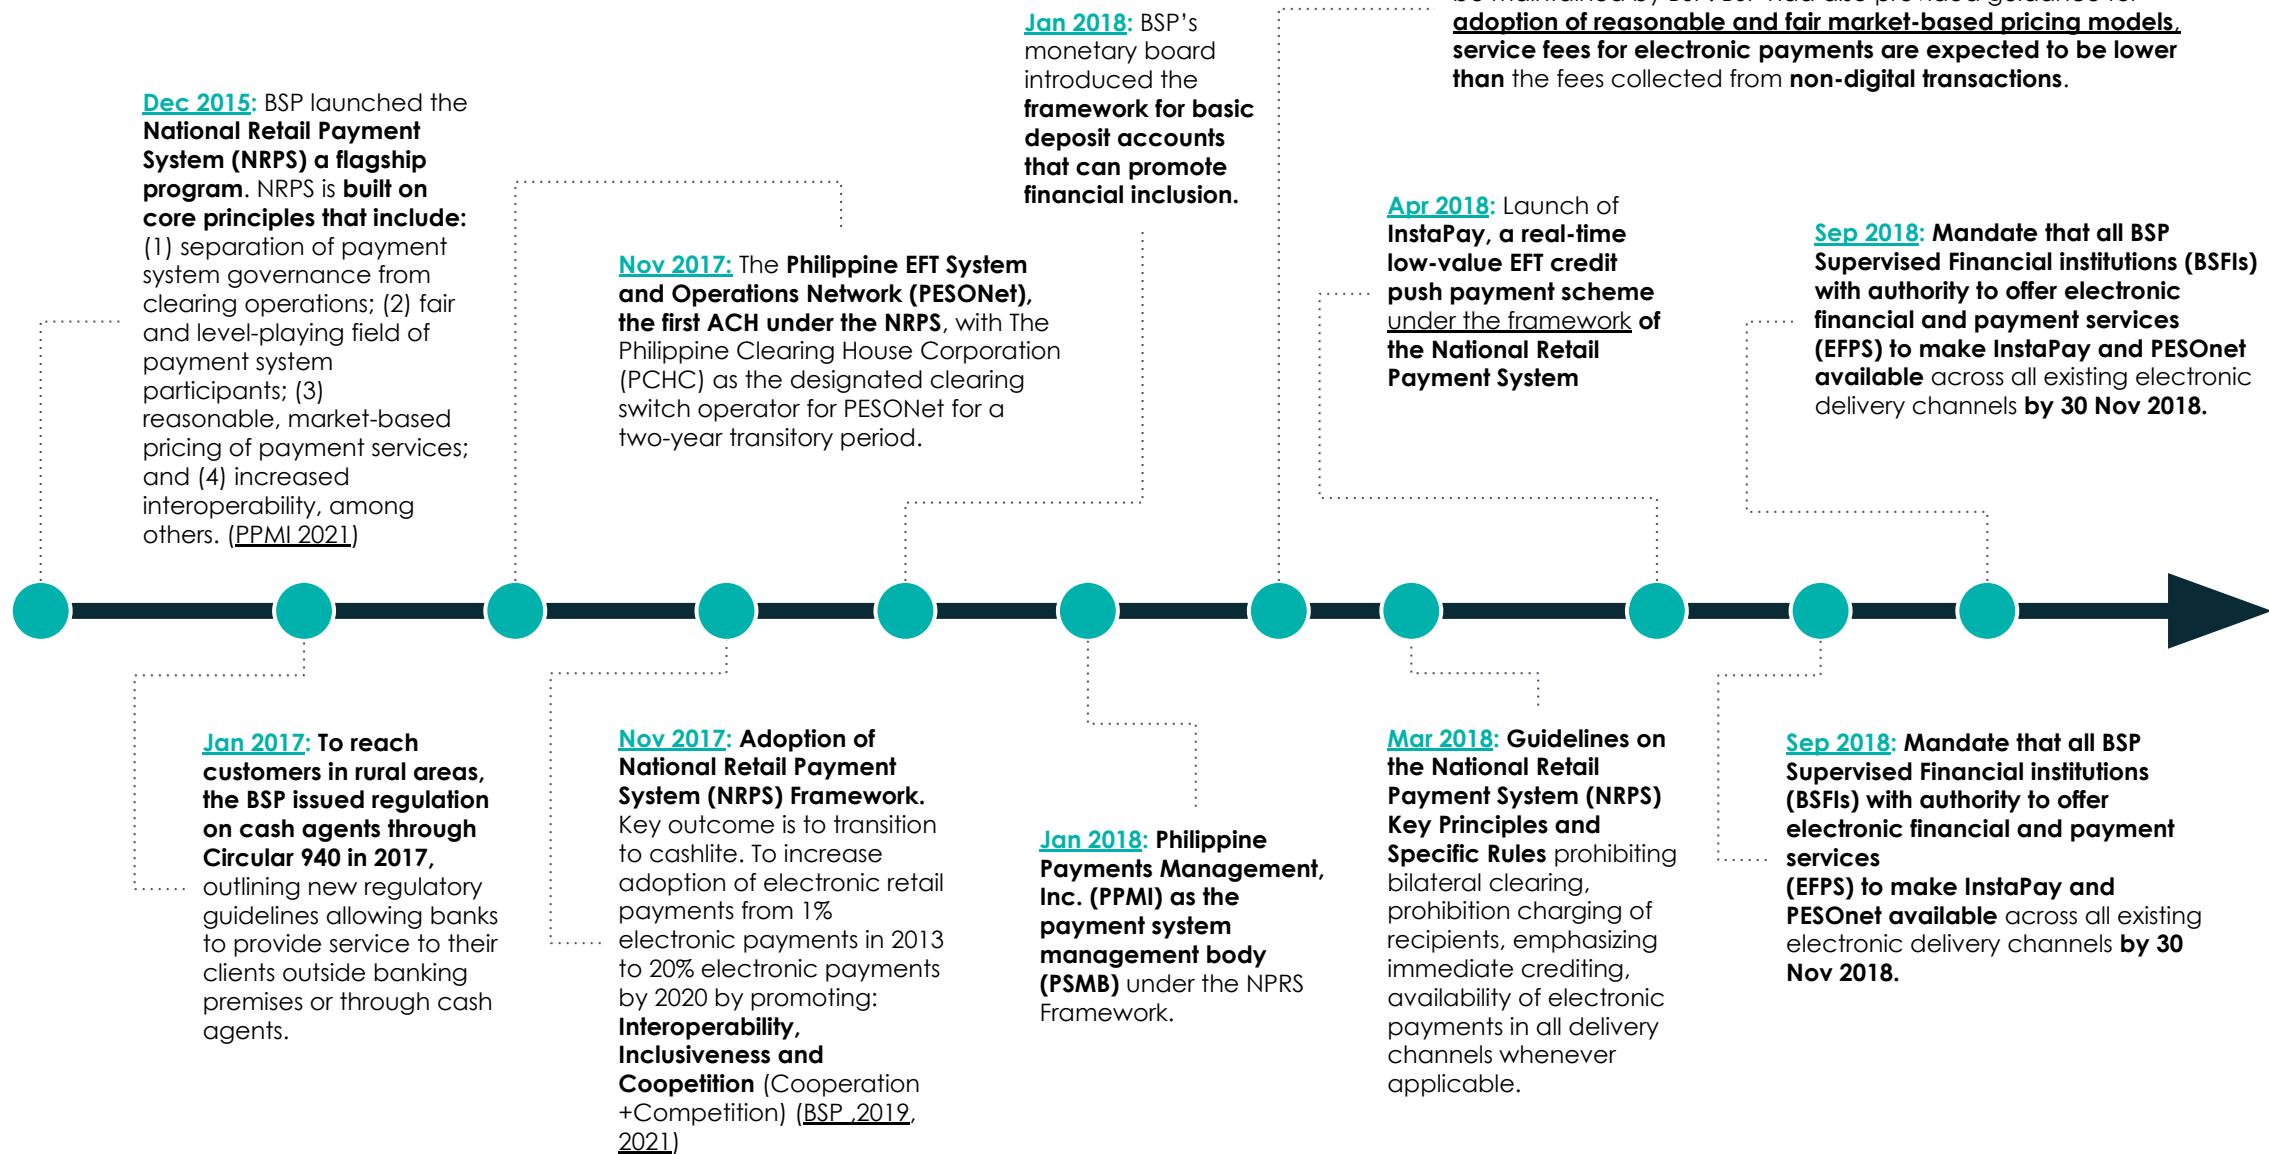 be maintained by BSP. BSP had also provided guidance for
adoption of reasonable and fair market-based pricing models,
service fees for electronic payments are expected to be lower
than the fees collected from non-digital transactions.
Jan 2018: BSP's
monetary board
introduced the
framework for basic
deposit accounts
that can promote
financial inclusion.
Dec 2015: BSP launched the
National Retail Payment
System (NRPS) a flagship
program. NRPS is built on
core principles that include:
(1) separation of payment
system governance from
clearing operations; (2) fair
and level-playing field of
payment system
participants; (3)
reasonable, market-based
pricing of payment services;
and (4) increased
interoperability, among
others. (PPMI 2021)
Nov 2017: The Philippine EFT System
and Operations Network (PESONet),
the first ACH under the NRPS, with The
Philippine Clearing House Corporation
(PCHC) as the designated clearing
switch operator for PESONet for a
two-year transitory period.
Apr 2018: Launch of
InstaPay, a real-time
low-value EFT credit
push payment scheme
under the framework of
the National Retail
Payment System
Sep 2018: Mandate that all BSP
Supervised Financial institutions (BSFIs)
with authority to offer electronic
financial and payment services
(EFPS) to make InstaPay and PESOnet
available across all existing electronic
delivery channels by 30 Nov 2018.
Jan 2017: To reach
customers in rural areas,
the BSP issued regulation
on cash agents through
Circular 940 in 2017,
outlining new regulatory
guidelines allowing banks
to provide service to their
clients outside banking
premises or through cash
agents.
Nov 2017: Adoption of
National Retail Payment
System (NRPS) Framework.
Key outcome is to transition
to cashlite. To increase
adoption of electronic retail
payments from 1%
electronic payments in 2013
to 20% electronic payments
by 2020 by promoting:
Interoperability,
Inclusiveness and
Coopetition (Cooperation
+Competition) (BSP ,2019,
2021)
Jan 2018: Philippine
Payments Management,
Inc. (PPMI) as the
payment system
management body
(PSMB) under the NPRS
Framework.
Mar 2018: Guidelines on
the National Retail
Payment System (NRPS)
Key Principles and
Specific Rules prohibiting
bilateral clearing,
prohibition charging of
recipients, emphasizing
immediate crediting,
availability of electronic
payments in all delivery
channels whenever
applicable.
Sep 2018: Mandate that all BSP
Supervised Financial institutions
(BSFIs) with authority to offer
electronic financial and payment
services
(EFPS) to make InstaPay and
PESOnet available across all existing
electronic delivery channels by 30
Nov 2018.